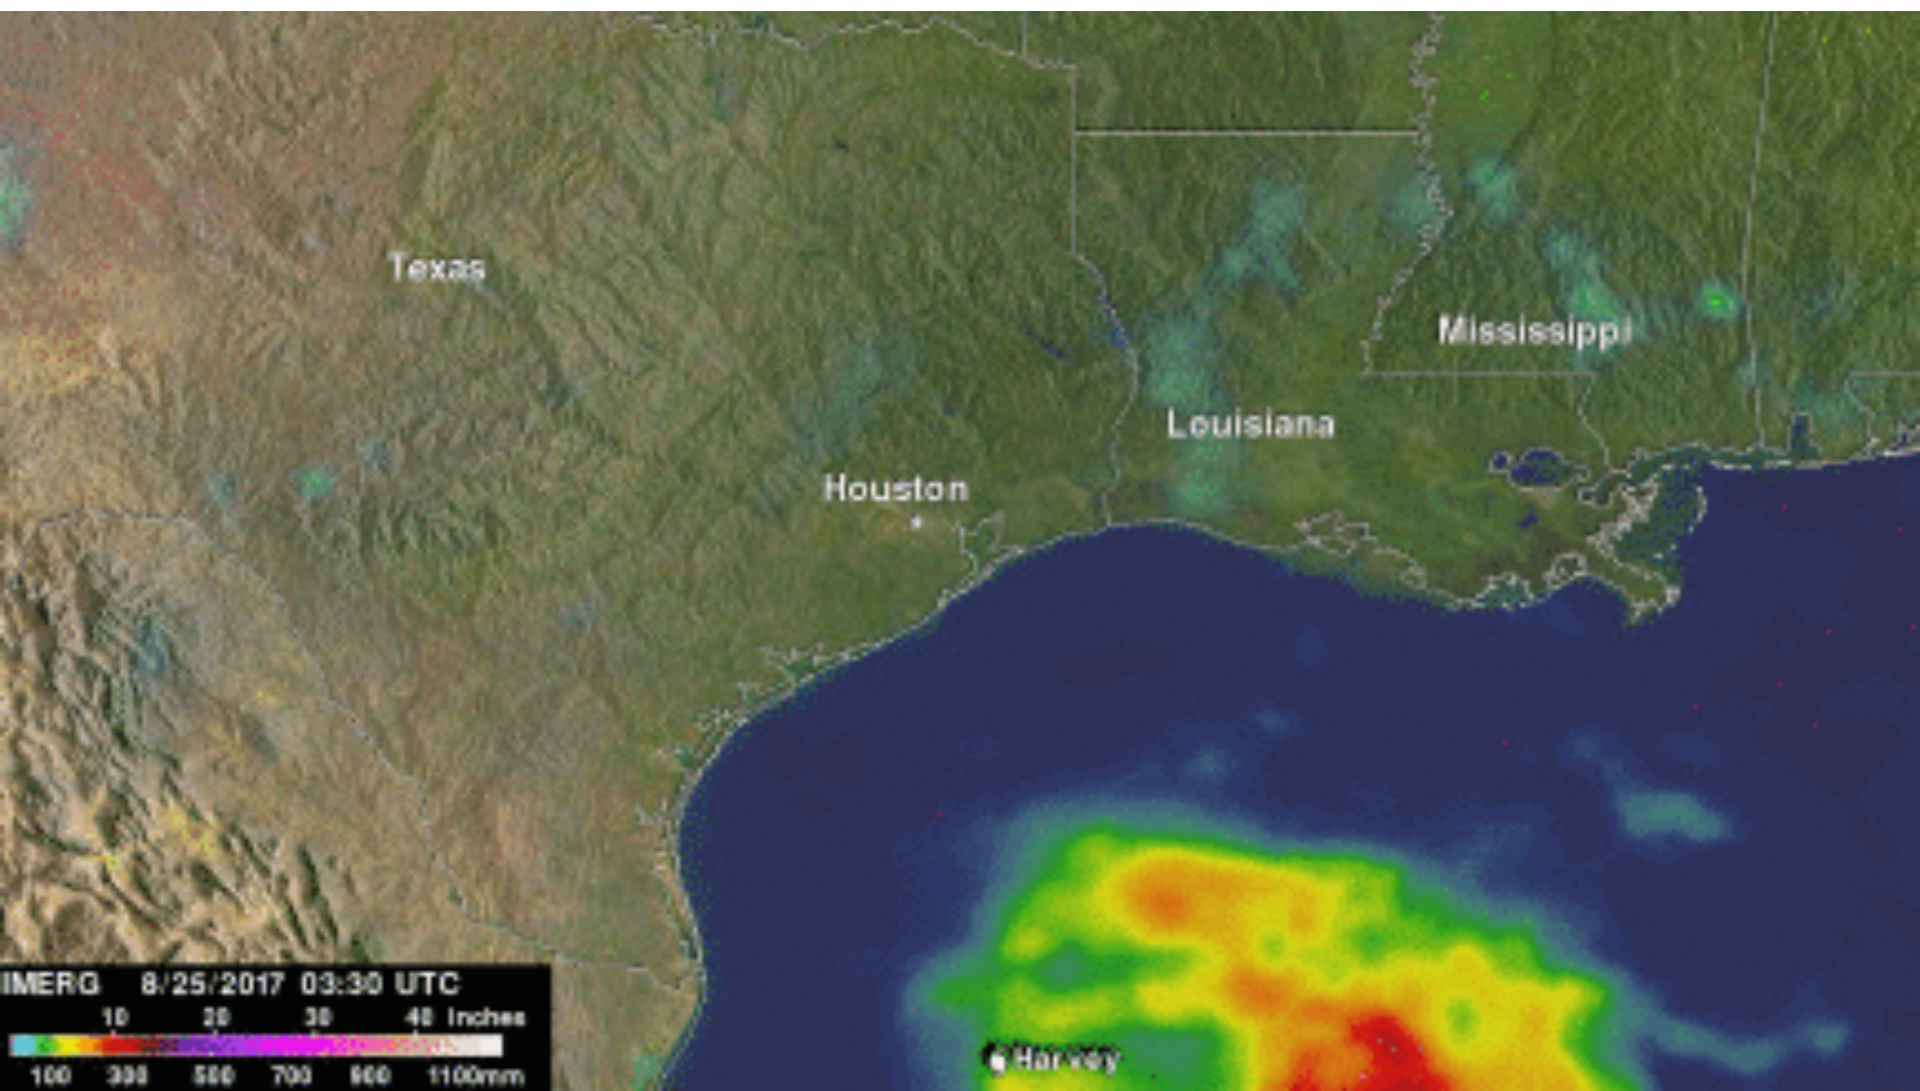 Texas
Mississippi
Louisiana
Houston
IMERG 8/25/2017 03:30 UTC
10 20 30 40 Inches
100 300 500 700 900 1100mm
Harvey